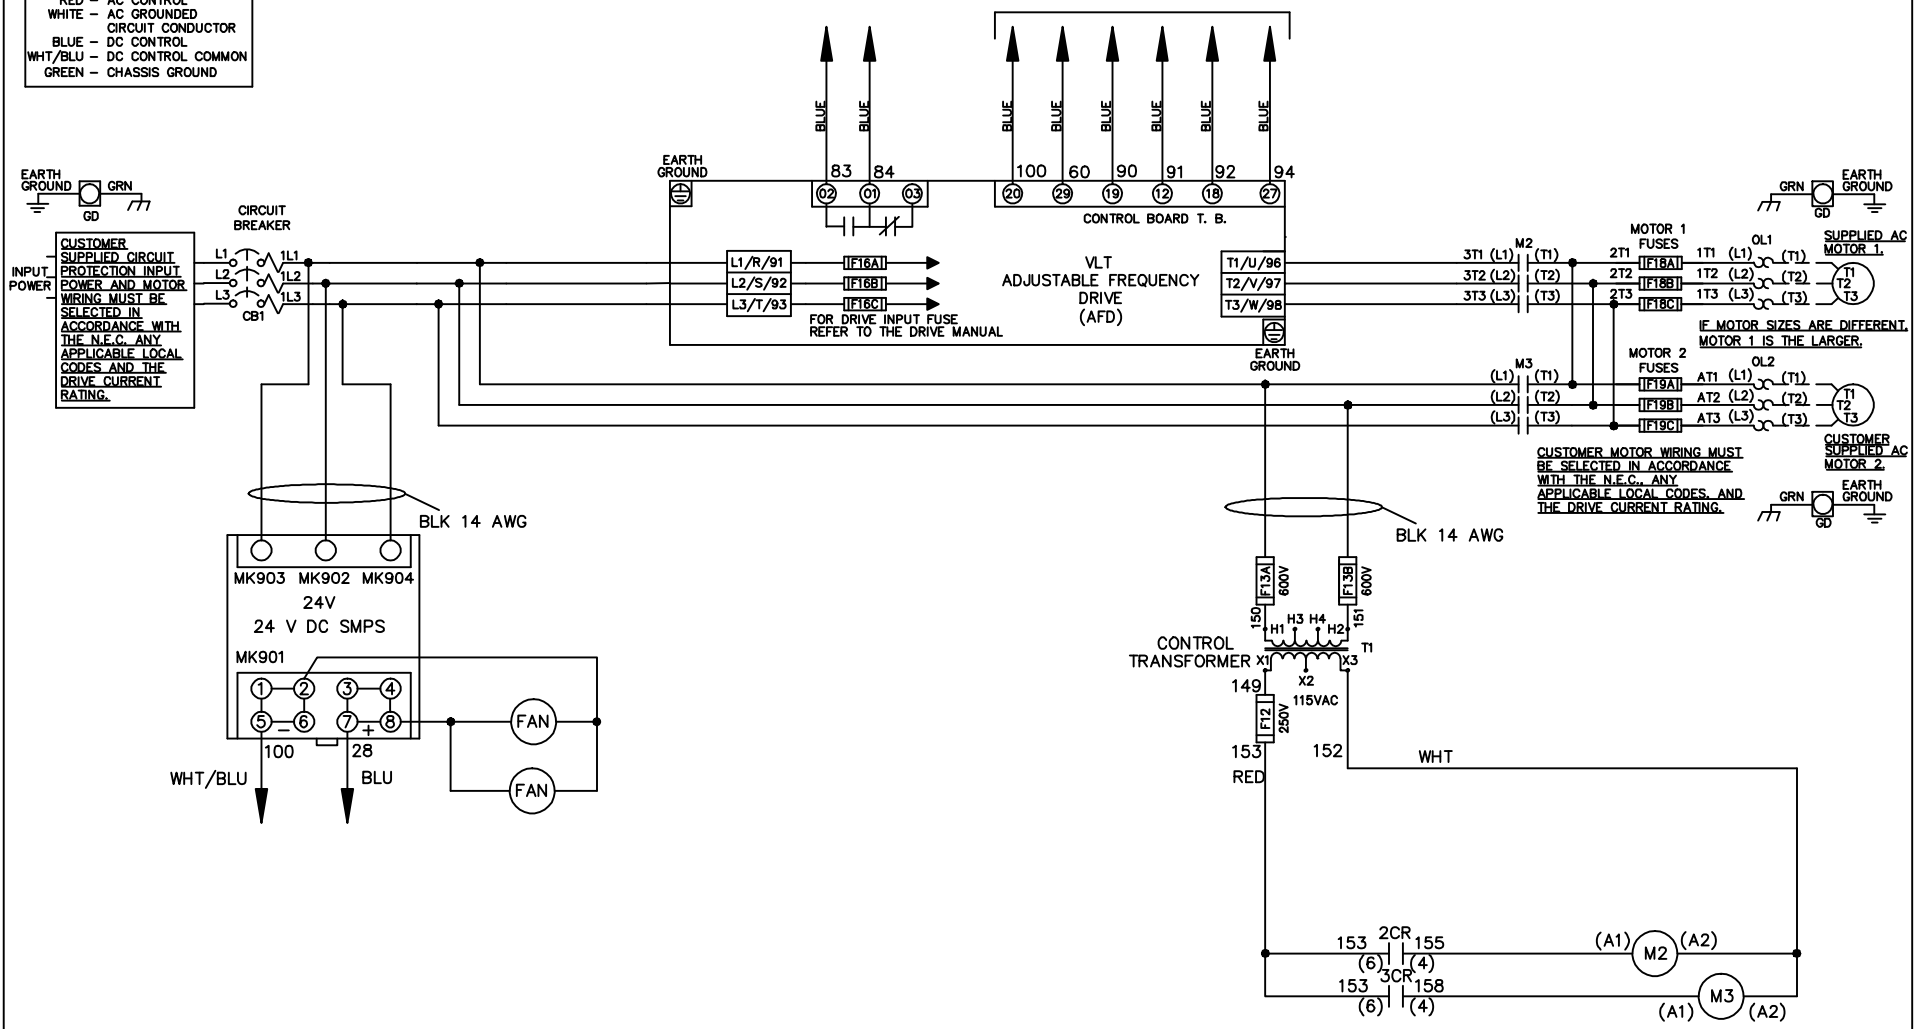 RED – AC CONTROL
WHITE – AC GROUNDED
CIRCUIT CONDUCTOR
BLUE – DC CONTROL
WHT/BLU – DC CONTROL COMMON
GREEN – CHASSIS GROUND
BLUE
BLUE
BLUE
BLUE
BLUE
BLUE
BLUE
BLUE
EARTH
GROUND
83
84
100
60
90
91
92
94
02
01
03
20
29
19
12
18
27
CONTROL BOARD T. B.
EARTH
GROUND
GRN
GD
CIRCUIT
BREAKER
INPUT
POWER
CUSTOMER
SUPPLIED CIRCUIT
PROTECTION INPUT
POWER AND MOTOR
WIRING MUST BE
SELECTED IN
ACCORDANCE WITH
THE N.E.C. ANY
APPLICABLE LOCAL
CODES AND THE
DRIVE CURRENT
RATING.
L1
1L1
L2
1L2
L3
1L3
CB1
L1/R/91
F16A
L2/S/92
F16B
L3/T/93
F16C
FOR DRIVE INPUT FUSE
REFER TO THE DRIVE MANUAL
VLT
ADJUSTABLE FREQUENCY
DRIVE
(AFD)
T1/U/96
T2/V/97
T3/W/98
EARTH
GROUND
GRN
EARTH
GROUND
GD
M2
MOTOR 1
FUSES
OL1
SUPPLIED AC
MOTOR 1.
3T1 (L1) (T1) 2T1 F18A 1T1 (L1) (T1)
3T2 (L2) (T2) 2T2 F18B 1T2 (L2) (T2)
3T3 (L3) (T3) 2T3 F18C 1T3 (L3) (T3)
T1
T2
T3
IF MOTOR SIZES ARE DIFFERENT,
MOTOR 1 IS THE LARGER.
M3
MOTOR 2
FUSES
OL2
(L1) (T1) F19A AT1 (L1) (T1)
(L2) (T2) F19B AT2 (L2) (T2)
(L3) (T3) F19C AT3 (L3) (T3)
T1
T2
T3
CUSTOMER
SUPPLIED AC
MOTOR 2.
CUSTOMER MOTOR WIRING MUST
BE SELECTED IN ACCORDANCE
WITH THE N.E.C., ANY
APPLICABLE LOCAL CODES, AND
THE DRIVE CURRENT RATING.
GRN
EARTH
GROUND
GD
BLK 14 AWG
MK903 MK902 MK904
24V
24 V DC SMPS
MK901
1 2 3 4
5 – 6 7 + 8
100
28
WHT/BLU
BLU
FAN
FAN
BLK 14 AWG
F13A
600V
F13B
600V
150
151
H1 H3 H4 H2
CONTROL
TRANSFORMER
T1
X1
X3
X2
149
115VAC
F12
250V
153
RED
152
WHT
2CR
153 155
(6) (4)
(A1) M2 (A2)
3CR
153 158
(6) (4)
(A1) M3 (A2)